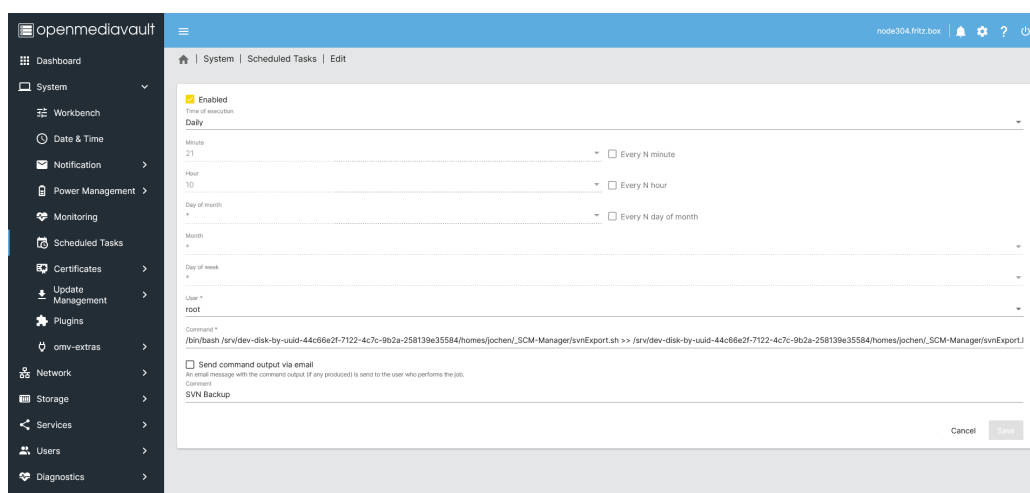 openmediavault
node304.fritz.box
Dashboard
System
Workbench
Date & Time
Notification
Power Management
Monitoring
Scheduled Tasks
Certificates
Update
Management
Plugins
omv-extras
Network
Storage
Services
Users
Diagnostics
| System | Scheduled Tasks | Edit
Enabled
Time of execution
Daily
Minute
21
Every N minute
Hour
10
Every N hour
Day of month
*
Every N day of month
Month
*
Day of week
*
User *
root
Command *
/bin/bash /srv/dev-disk-by-uuid-44c66e2f-7122-4c7c-9b2a-258139e35584/homes/jochen/_SCM-Manager/svnExport.sh >> /srv/dev-disk-by-uuid-44c66e2f-7122-4c7c-9b2a-258139e35584/homes/jochen/_SCM-Manager/svnExport.l
Send command output via email
An email message with the command output (if any produced) is send to the user who performs the job.
Comment
SVN Backup
Cancel
Save